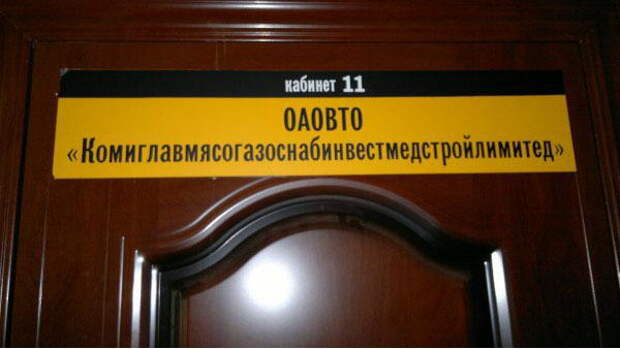 кабинет 11
ОАОВТО
«Комиглавмясогазоснабинвестмедстройлимитед»